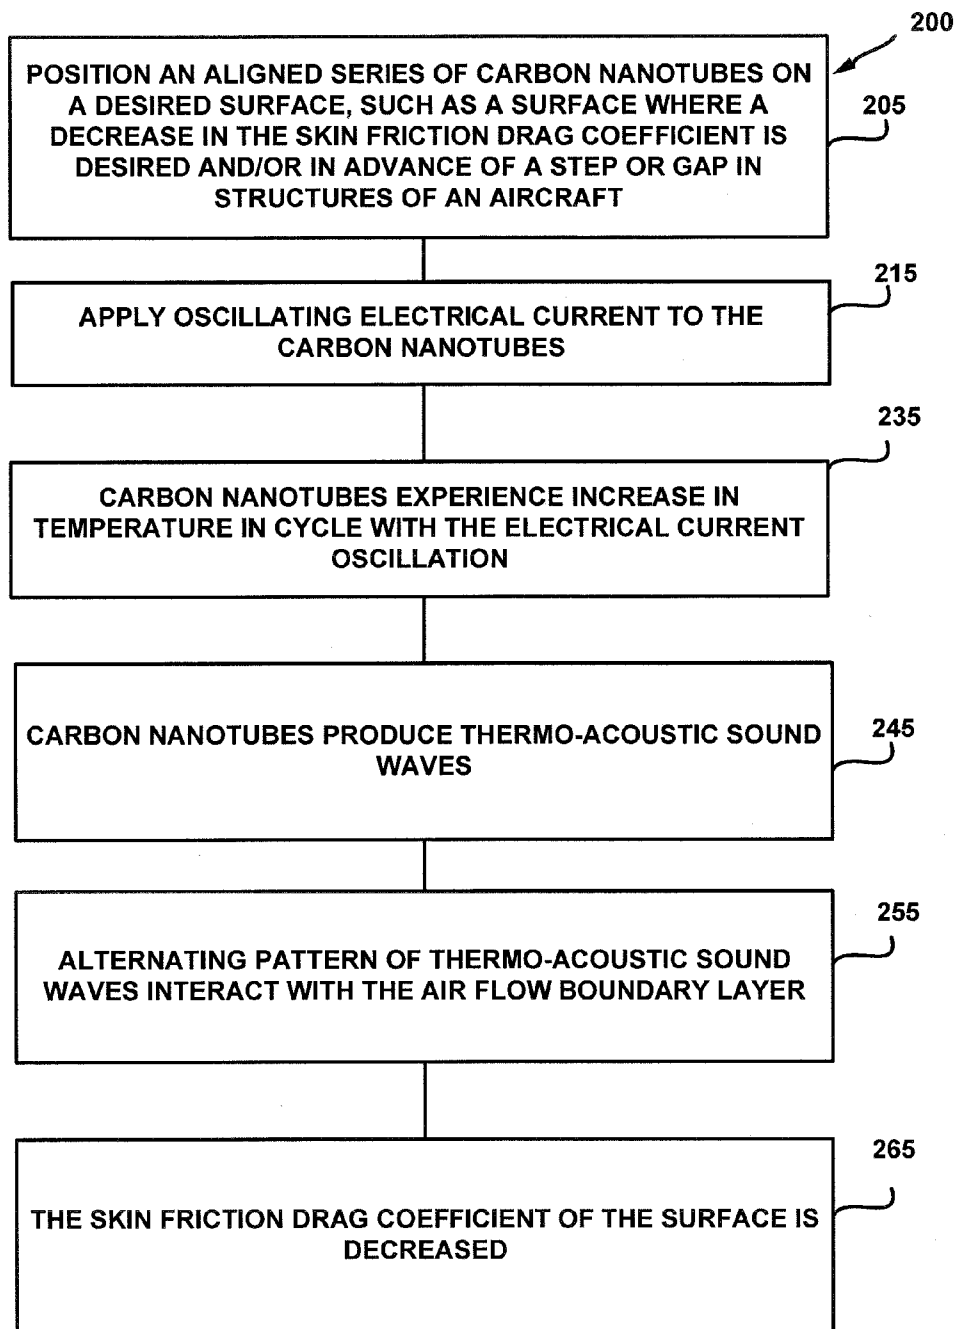 200
POSITION AN ALIGNED SERIES OF CARBON NANOTUBES ON
A DESIRED SURFACE, SUCH AS A SURFACE WHERE A
DECREASE IN THE SKIN FRICTION DRAG COEFFICIENT IS
DESIRED AND/OR IN ADVANCE OF A STEP OR GAP IN
STRUCTURES OF AN AIRCRAFT
205
215
APPLY OSCILLATING ELECTRICAL CURRENT TO THE
CARBON NANOTUBES
235
CARBON NANOTUBES EXPERIENCE INCREASE IN
TEMPERATURE IN CYCLE WITH THE ELECTRICAL CURRENT
OSCILLATION
CARBON NANOTUBES PRODUCE THERMO-ACOUSTIC SOUND
WAVES
245
255
ALTERNATING PATTERN OF THERMO-ACOUSTIC SOUND
WAVES INTERACT WITH THE AIR FLOW BOUNDARY LAYER
265
THE SKIN FRICTION DRAG COEFFICIENT OF THE SURFACE IS
DECREASED